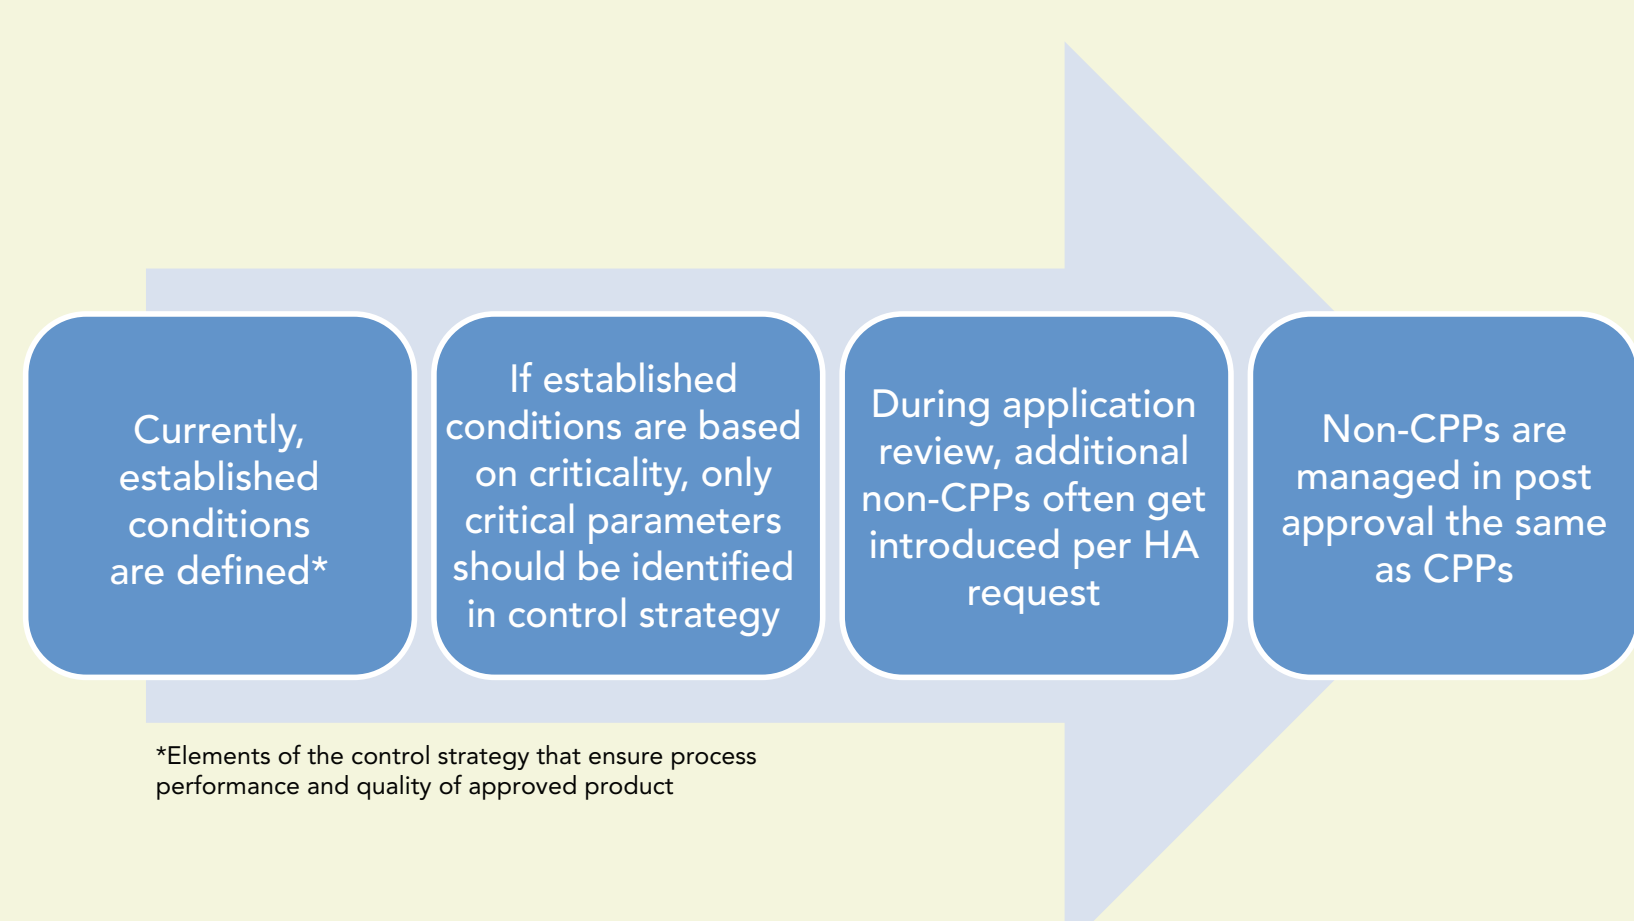 Currently,
established
conditions
are defined*
If established
conditions are based
on criticality, only
critical parameters
should be identified
in control strategy
During application
review, additional
non-CPPs often get
introduced per HA
request
Non-CPPs are
managed in post
approval the same
as CPPs
*Elements of the control strategy that ensure process
performance and quality of approved product